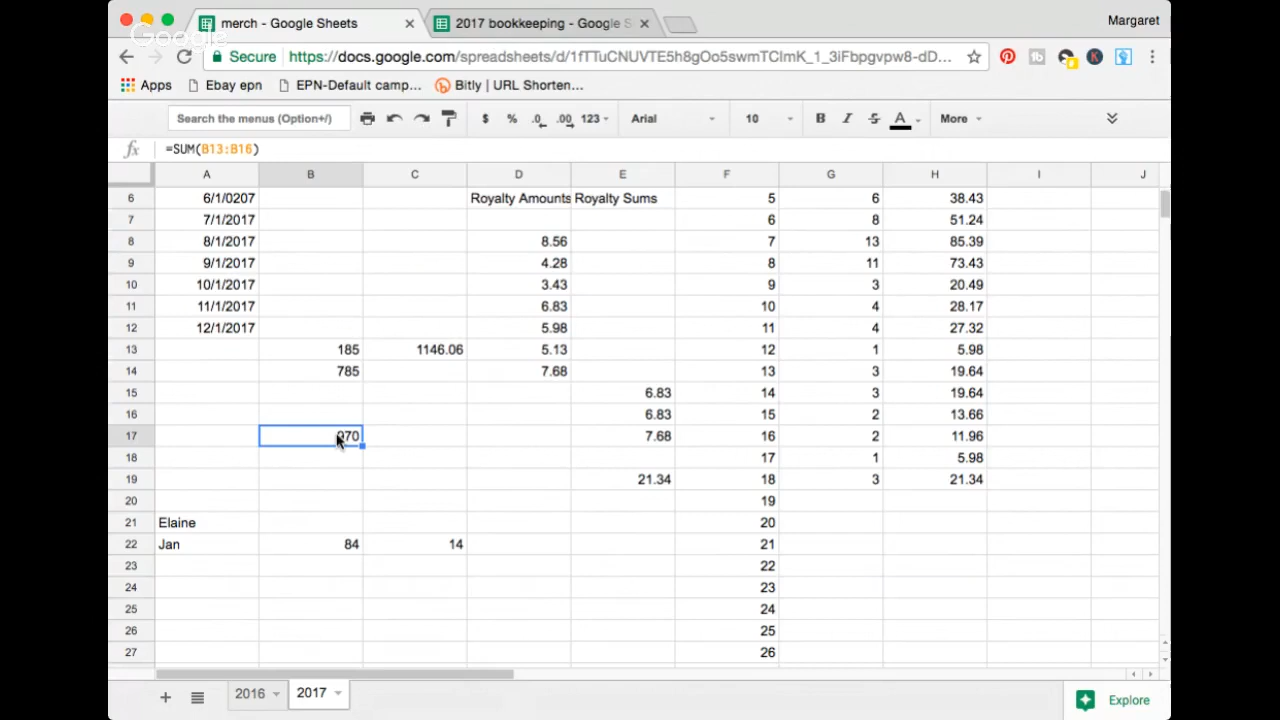 merch - Google Sheets
2017 bookkeeping - Google S
Margaret
Google
Secure https://docs.google.com/spreadsheets/d/1fTTuCNUVTE5h8gOo5swmTClmK_1_3iFbpgvpw8-dD...
Apps Ebay epn EPN-Default camp... Bitly | URL Shorten...
Search the menus (Option+/) $ % .0 .00 123 Arial 10 B I S A More
fx =SUM(B13:B16)
A B C D E F G H I J
6 6/1/0207 Royalty Amounts Royalty Sums 5 6 38.43
7 7/1/2017 6 8 51.24
8 8/1/2017 8.56 7 13 85.39
9 9/1/2017 4.28 8 11 73.43
10 10/1/2017 3.43 9 3 20.49
11 11/1/2017 6.83 10 4 28.17
12 12/1/2017 5.98 11 4 27.32
13 185 1146.06 5.13 12 1 5.98
14 785 7.68 13 3 19.64
15 6.83 14 3 19.64
16 6.83 15 2 13.66
17 970 7.68 16 2 11.96
18 17 1 5.98
19 21.34 18 3 21.34
20 19
21 Elaine 20
22 Jan 84 14 21
23 22
24 23
25 24
26 25
27 26
2016 2017 Explore